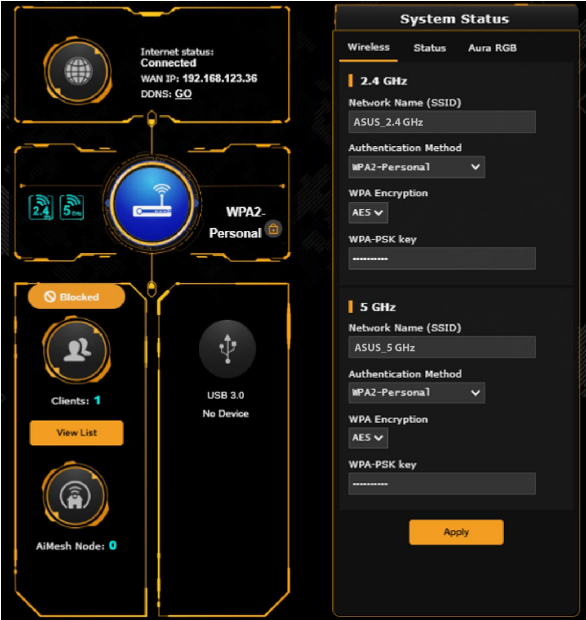 Internet status:
Connected
WAN IP: 192.168.123.36
DDNS: GO
2.4 GHz
5 GHz
WPA2-
Personal
Blocked
Clients: 1
View List
AiMesh Node: 0
USB 3.0
No Device
System Status
Wireless Status Aura RGB
2.4 GHz
Network Name (SSID)
ASUS_2.4 GHz
Authentication Method
WPA2-Personal
WPA Encryption
AES
WPA-PSK key
----------
5 GHz
Network Name (SSID)
ASUS_5 GHz
Authentication Method
WPA2-Personal
WPA Encryption
AES
WPA-PSK key
----------
Apply